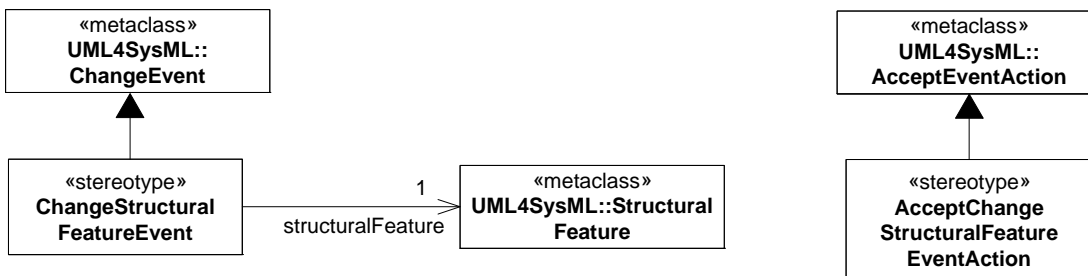 «metaclass»
UML4SysML::
ChangeEvent
«metaclass»
UML4SysML::
AcceptEventAction
«stereotype»
ChangeStructural
FeatureEvent
1
structuralFeature
«metaclass»
UML4SysML::Structural
Feature
«stereotype»
AcceptChange
StructuralFeature
EventAction